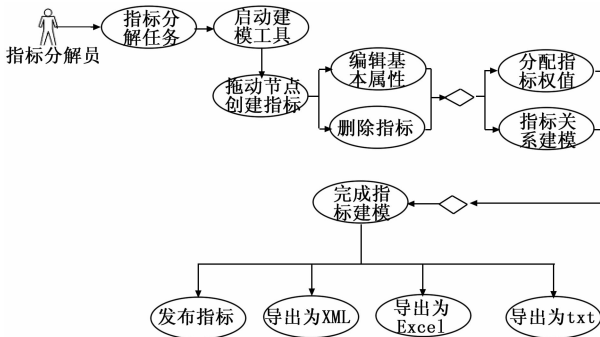 指标分解员
指标分
解任务
启动建
模工具
拖动节点
创建指标
编辑基
本属性
删除指标
分配指
标权值
指标关
系建模
完成指
标建模
发布指标
导出为XML
导出为
Excel
导出为txt